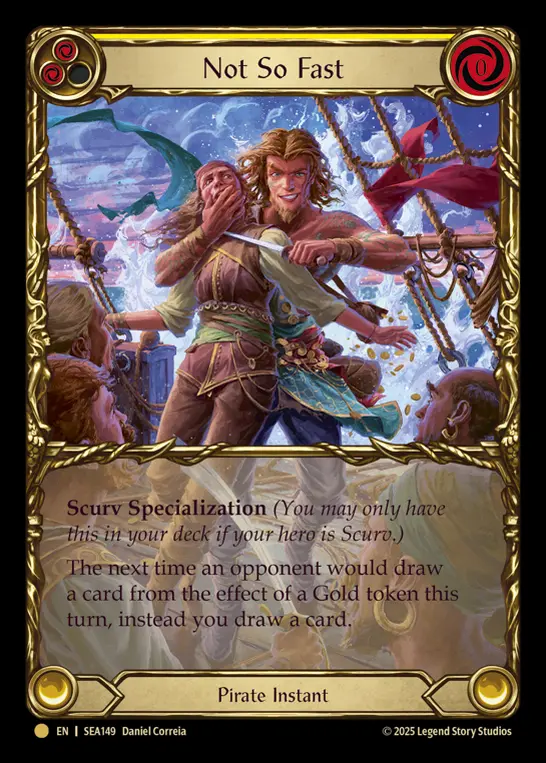 Not So Fast
0
Scurv Specialization (You may only have
this in your deck if your hero is Scurv.)
The next time an opponent would draw
a card from the effect of a Gold token this
turn, instead you draw a card.
Pirate Instant
EN | SEA149 Daniel Correia
© 2025 Legend Story Studios